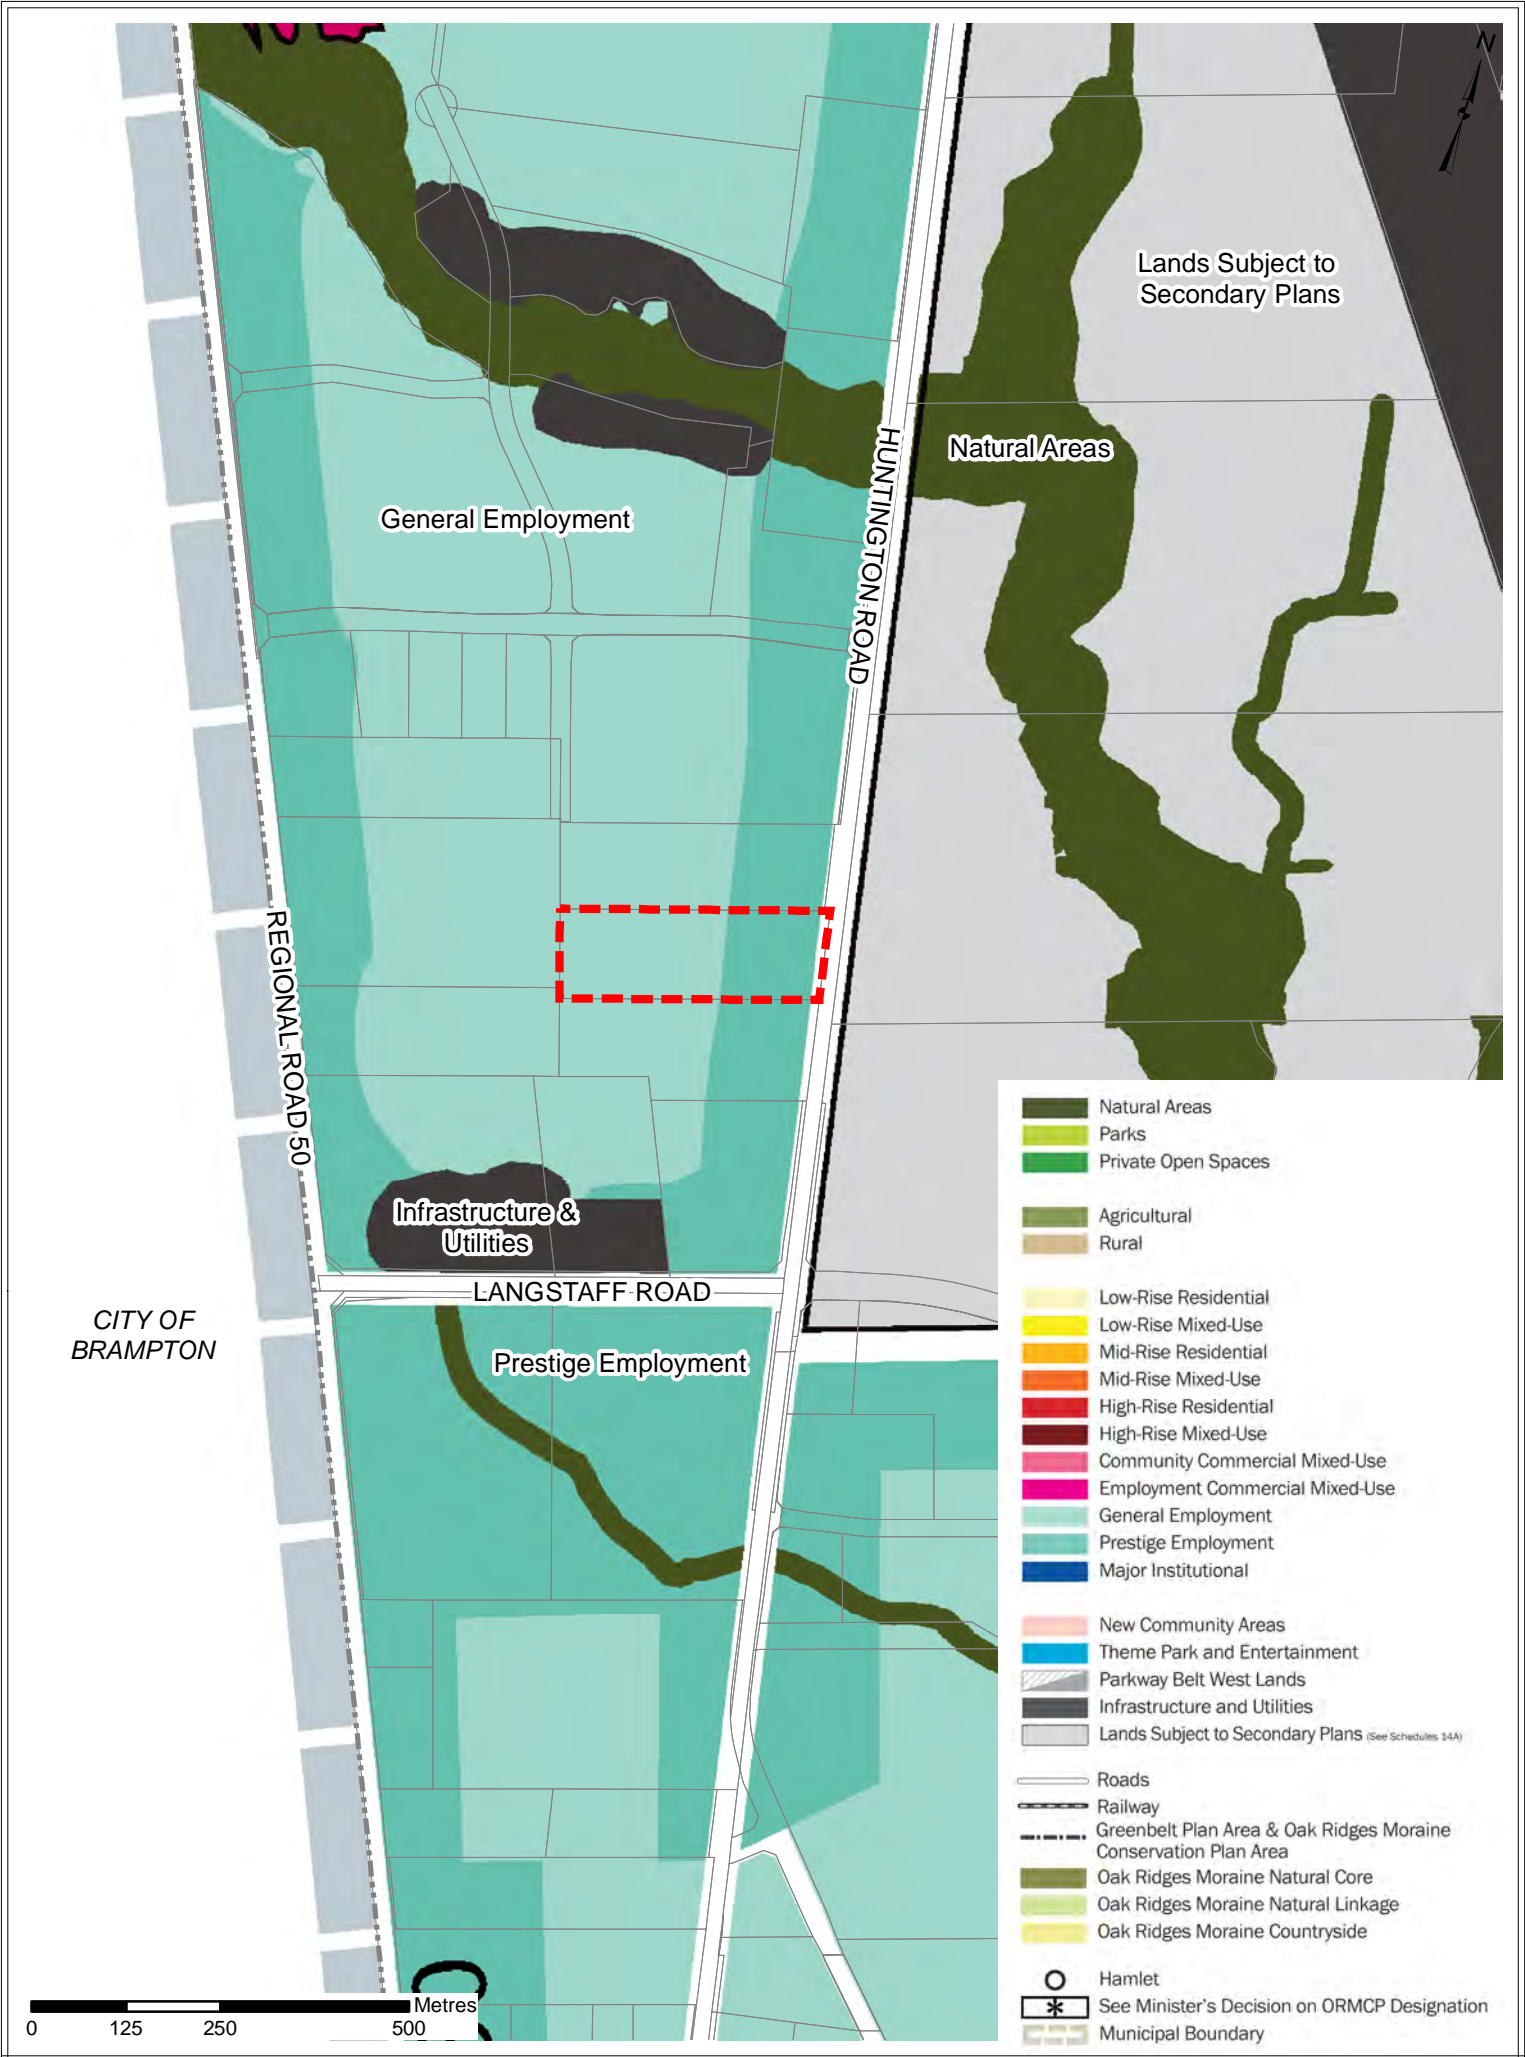 N
Lands Subject to
Secondary Plans
HUNTINGTON ROAD
Natural Areas
General Employment
REGIONAL ROAD 50
Infrastructure &
Utilities
LANGSTAFF ROAD
CITY OF
BRAMPTON
Prestige Employment
Natural Areas
Parks
Private Open Spaces
Agricultural
Rural
Low-Rise Residential
Low-Rise Mixed-Use
Mid-Rise Residential
Mid-Rise Mixed-Use
High-Rise Residential
High-Rise Mixed-Use
Community Commercial Mixed-Use
Employment Commercial Mixed-Use
General Employment
Prestige Employment
Major Institutional
New Community Areas
Theme Park and Entertainment
Parkway Belt West Lands
Infrastructure and Utilities
Lands Subject to Secondary Plans (See Schedules 14A)
Roads
Railway
Greenbelt Plan Area & Oak Ridges Moraine
Conservation Plan Area
Oak Ridges Moraine Natural Core
Oak Ridges Moraine Natural Linkage
Oak Ridges Moraine Countryside
Hamlet
See Minister's Decision on ORMCP Designation
Municipal Boundary
Metres
0 125 250 500